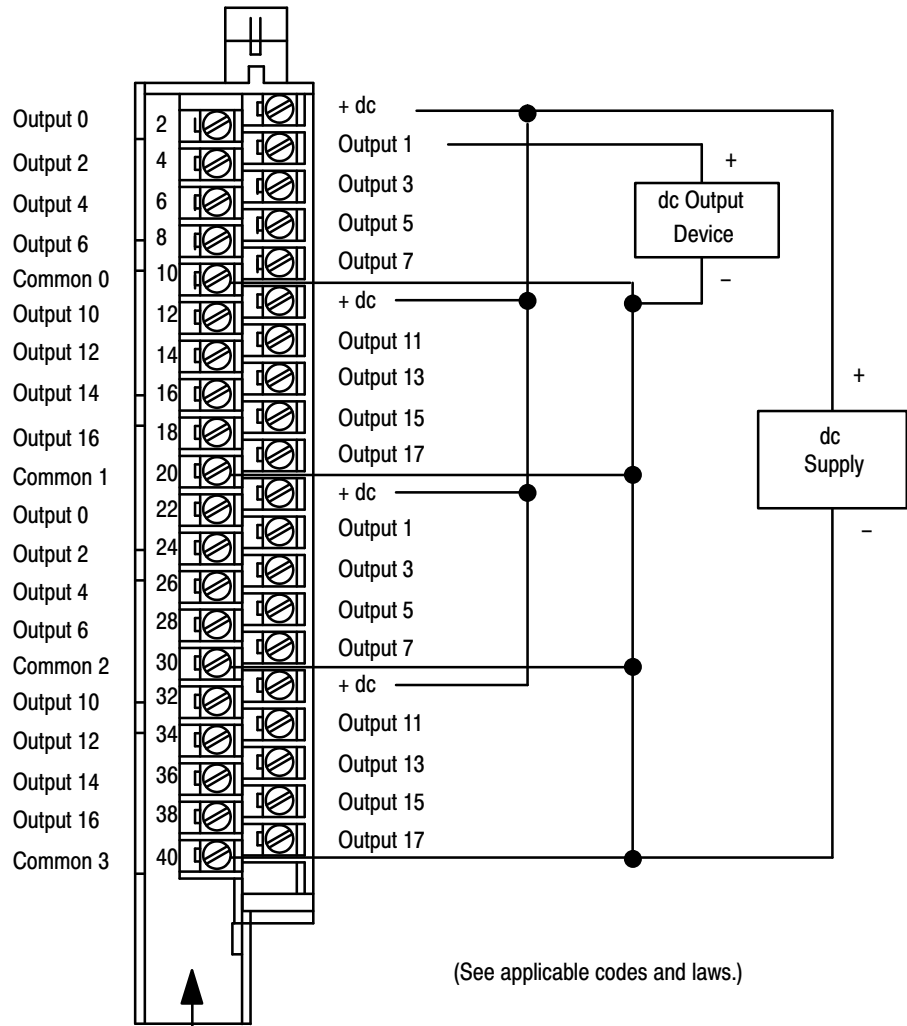 Output 0
2
+ dc
Output 1
Output 2
4
Output 3
Output 4
6
Output 5
Output 6
8
Output 7
Common 0
10
+ dc
Output 10
12
Output 11
Output 12
14
Output 13
Output 14
16
Output 15
Output 16
18
Output 17
Common 1
20
+ dc
Output 0
22
Output 1
Output 2
24
Output 3
Output 4
26
Output 5
Output 6
28
Output 7
Common 2
30
+ dc
Output 10
32
Output 11
Output 12
34
Output 13
Output 14
36
Output 15
Output 16
38
Output 17
Common 3
40
+
dc Output
Device
–
+
dc
Supply
–
(See applicable codes and laws.)